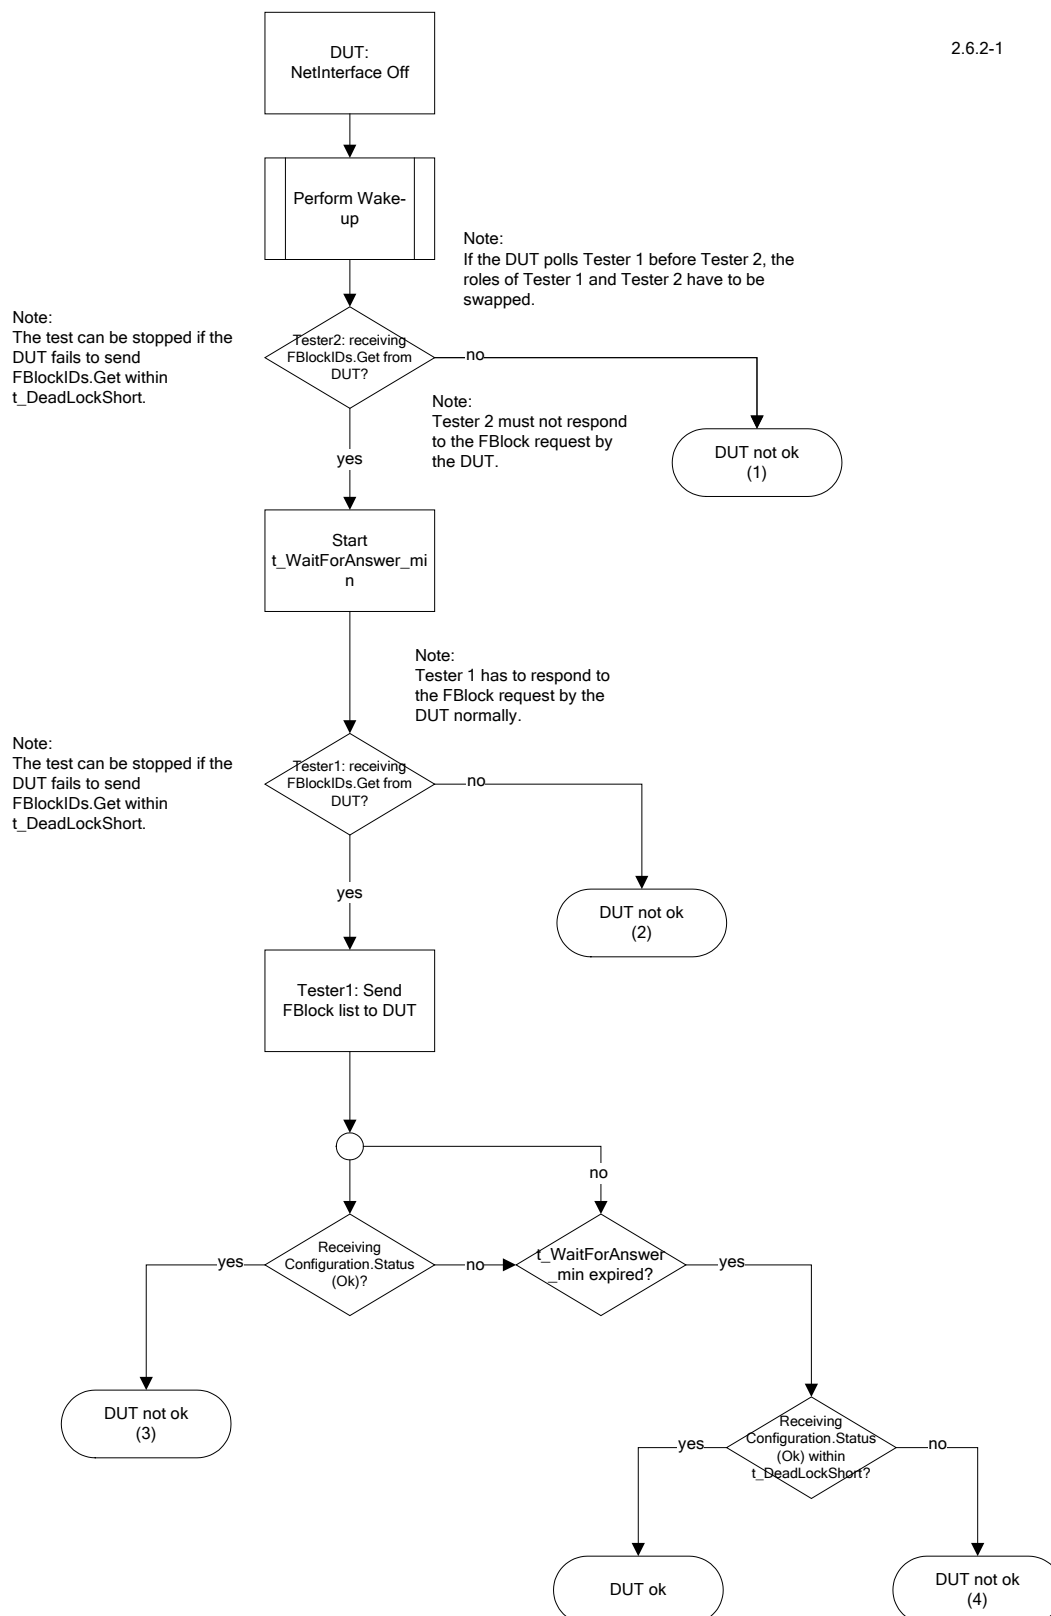 DUT:
NetInterface Off
2.6.2-1
Perform Wake-
up
Note:
If the DUT polls Tester 1 before Tester 2, the
roles of Tester 1 and Tester 2 have to be
swapped.
Note:
The test can be stopped if the
DUT fails to send
FBlockIDs.Get within
t_DeadLockShort.
Tester2: receiving
FBlockIDs.Get from
DUT?
no
Note:
Tester 2 must not respond
to the FBlock request by
the DUT.
DUT not ok
(1)
yes
Start
t_WaitForAnswer_mi
n
Note:
Tester 1 has to respond to
the FBlock request by the
DUT normally.
Note:
The test can be stopped if the
DUT fails to send
FBlockIDs.Get within
t_DeadLockShort.
Tester1: receiving
FBlockIDs.Get from
DUT?
no
yes
DUT not ok
(2)
Tester1: Send
FBlock list to DUT
no
yes
Receiving
Configuration.Status
(Ok)?
no
t_WaitForAnswer
_min expired?
yes
DUT not ok
(3)
yes
Receiving
Configuration.Status
(Ok) within
t_DeadLockShort?
no
DUT ok
DUT not ok
(4)